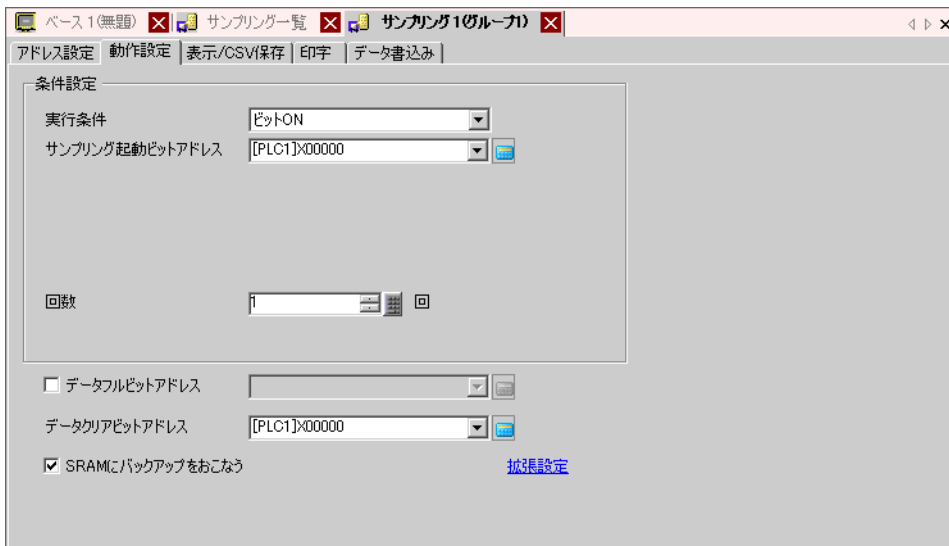 ベース 1(無題) サンプリング一覧 サンプリング1(グループ1)
アドレス設定 動作設定 表示/CSV保存 印字 データ書込み
条件設定
実行条件 ビットON
サンプリング起動ビットアドレス [PLC1]X00000
回数 1 回
データフルビットアドレス
データクリアビットアドレス [PLC1]X00000
SRAMにバックアップをおこなう 拡張設定